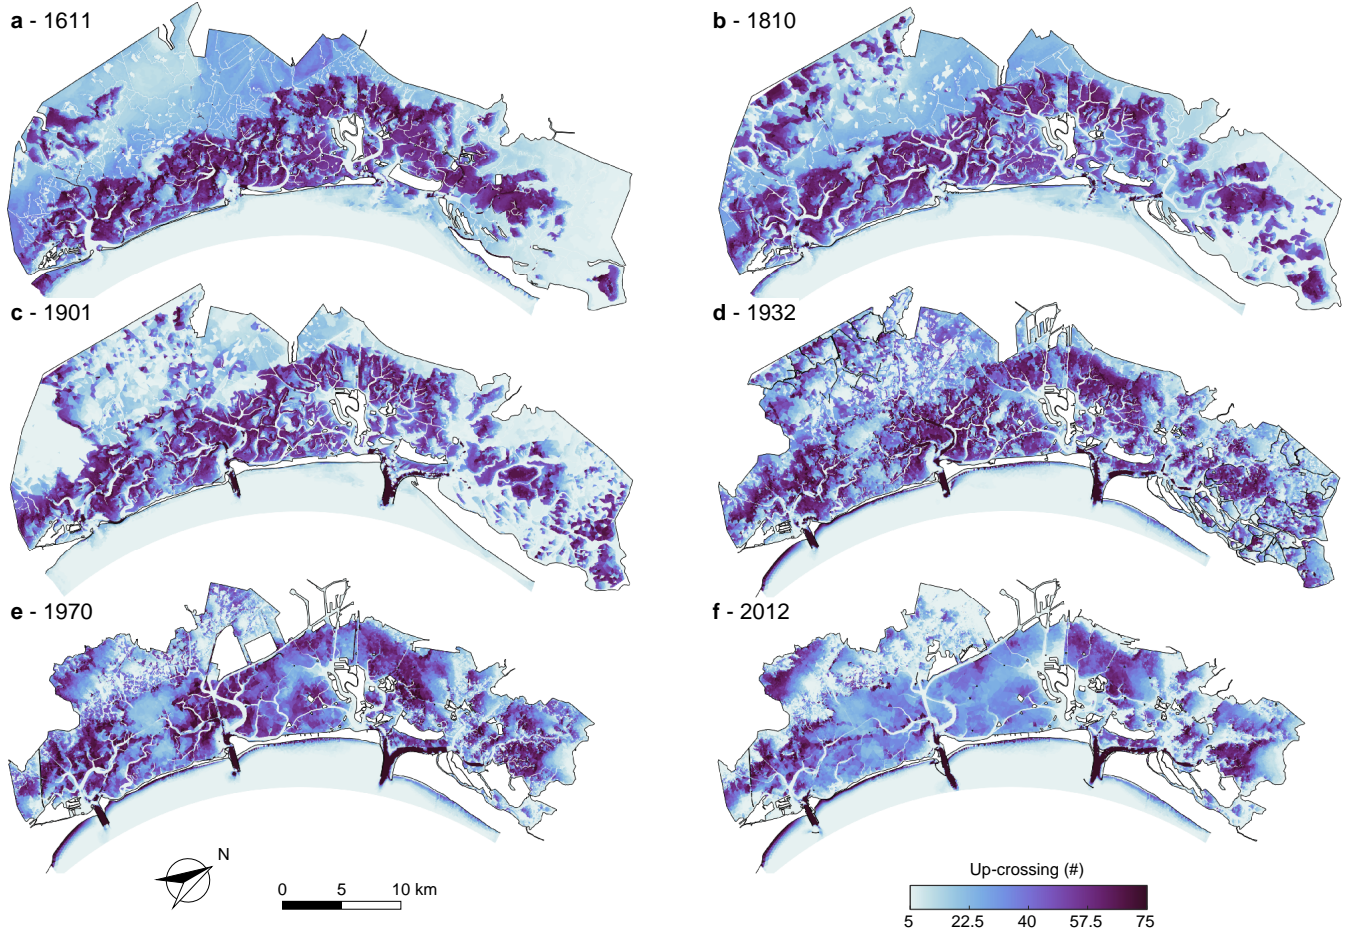 a - 1611
b - 1810
c - 1901
d - 1932
e - 1970
f - 2012
N
0 5 10 km
Up-crossing (#)
5 22.5 40 57.5 75